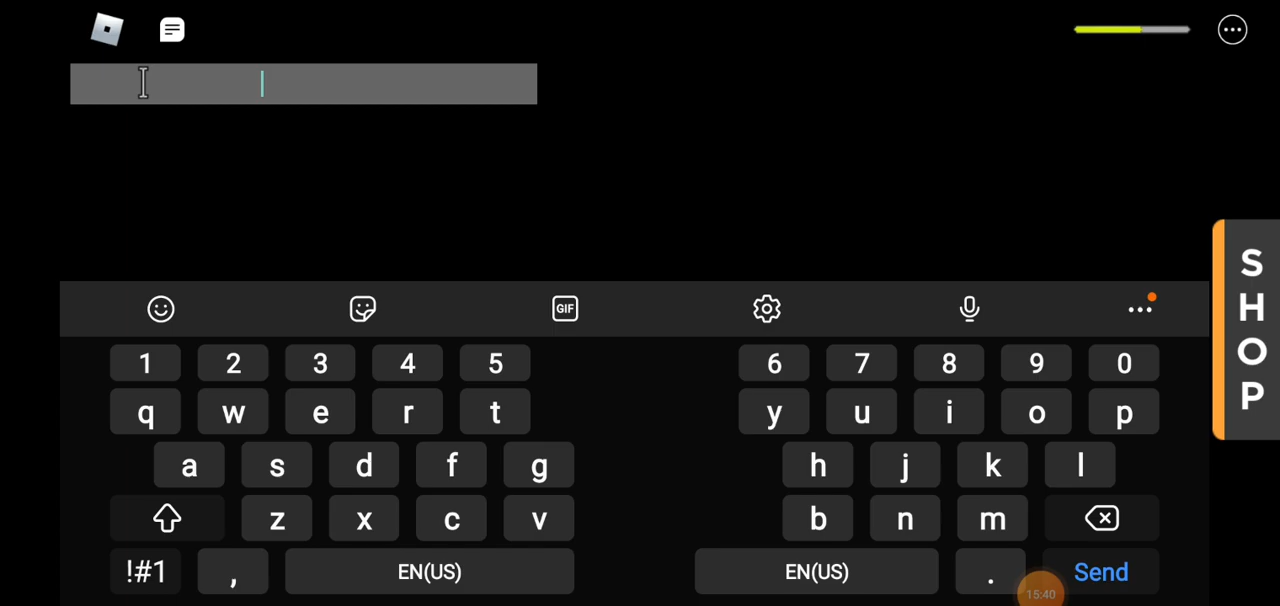 SHOP
GIF
1 2 3 4 5 6 7 8 9 0
q w e r t y u i o p
a s d f g h j k l
z x c v b n m
!#1 , EN(US) EN(US) . Send
15:40